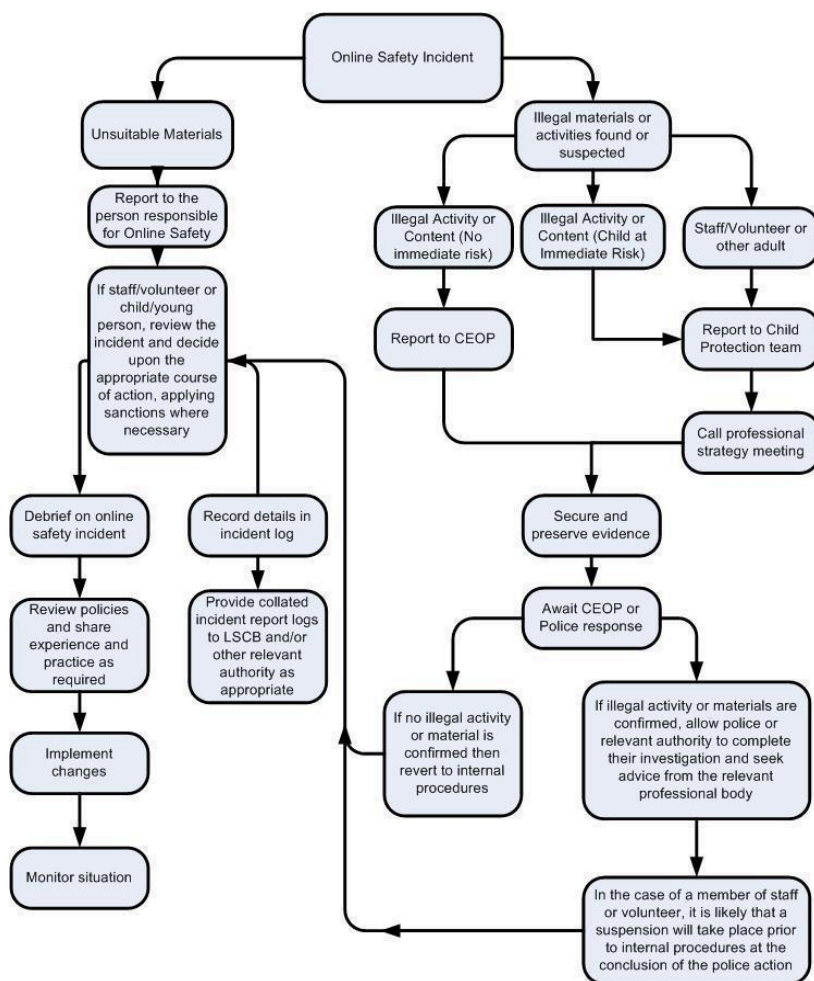 Online Safety Incident
Unsuitable Materials
Illegal materials or
activities found or
suspected
Report to the
person responsible
for Online Safety
Illegal Activity or
Content (No
immediate risk)
Illegal Activity or
Content (Child at
Immediate Risk)
Staff/Volunteer or
other adult
If staff/volunteer or
child/young
person, review the
incident and decide
upon the
appropriate course
of action, applying
sanctions where
necessary
Report to CEOP
Report to Child
Protection team
Call professional
strategy meeting
Debrief on online
safety incident
Record details in
incident log
Secure and
preserve evidence
Review policies
and share
experience and
practice as
required
Provide collated
incident report logs
to LSCB and/or
other relevant
authority as
appropriate
Await CEOP or
Police response
If no illegal activity
or material is
confirmed then
revert to internal
procedures
If illegal activity or materials are
confirmed, allow police or
relevant authority to complete
their investigation and seek
advice from the relevant
professional body
Implement
changes
Monitor situation
In the case of a member of staff
or volunteer, it is likely that a
suspension will take place prior
to internal procedures at the
conclusion of the police action